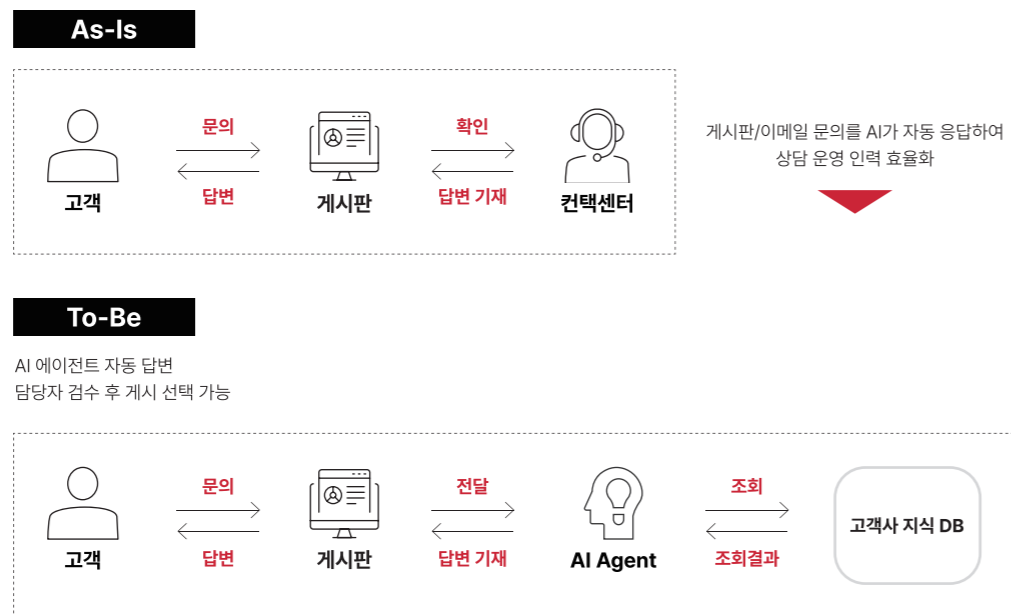 As-Is
문의
확인
답변
답변 기재
고객
게시판
컨택센터
게시판/이메일 문의를 AI가 자동 응답하여
상담 운영 인력 효율화
To-Be
AI 에이전트 자동 답변
담당자 검수 후 게시 선택 가능
문의
전달
조회
답변
답변 기재
조회결과
고객
게시판
AI Agent
고객사 지식 DB